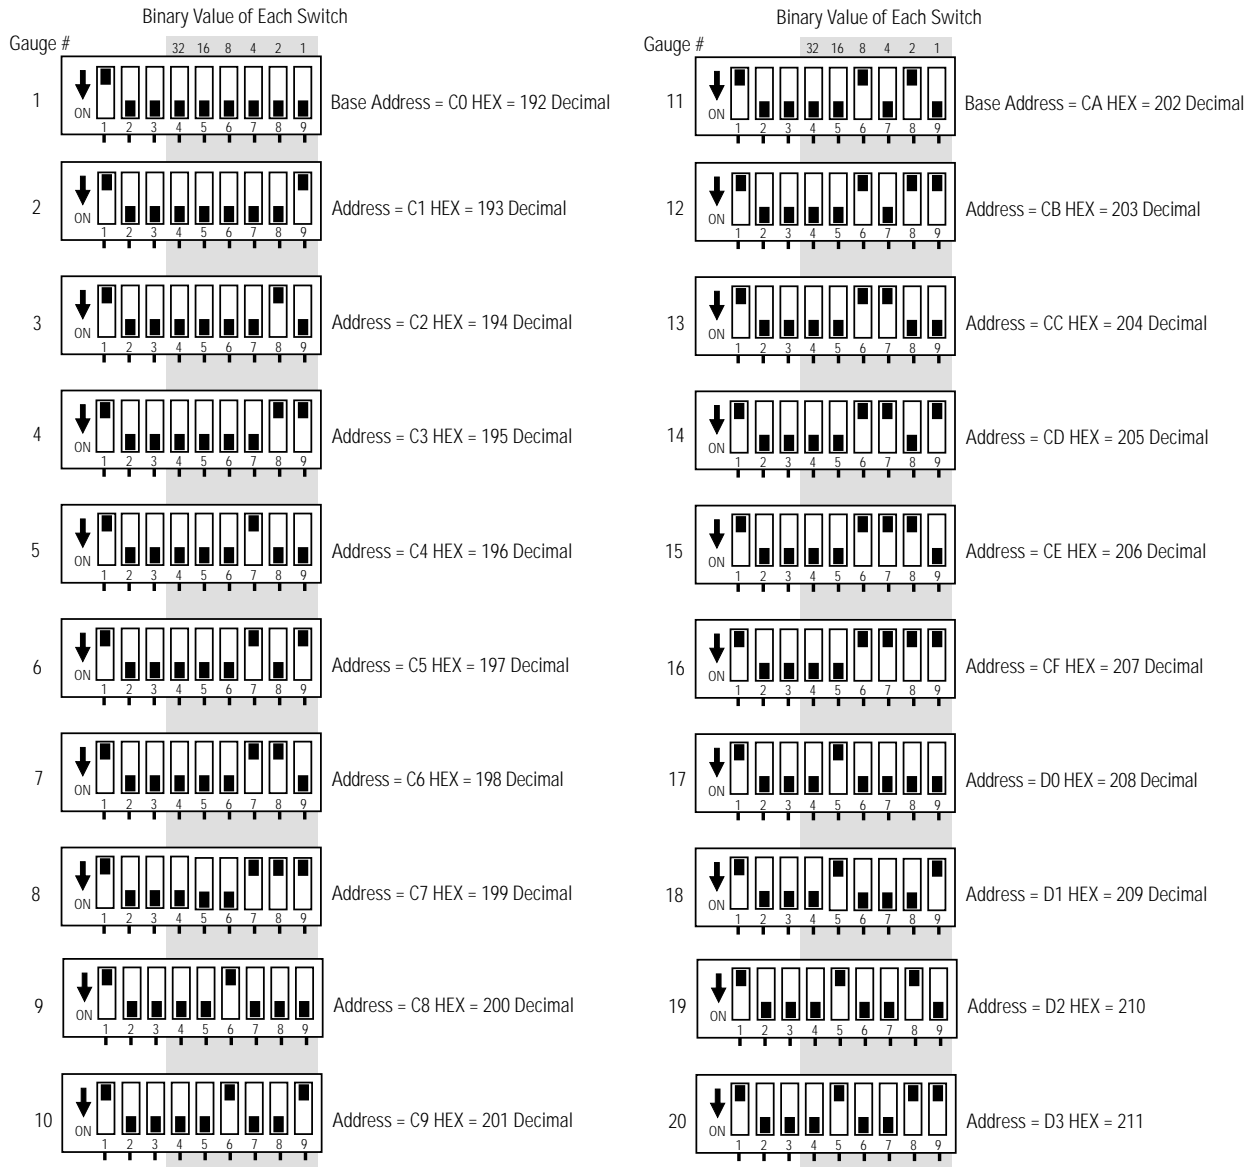 Binary Value of Each Switch
Gauge #
32 16 8 4 2 1
1
ON
1 2 3 4 5 6 7 8 9
Base Address = C0 HEX = 192 Decimal
2
ON
1 2 3 4 5 6 7 8 9
Address = C1 HEX = 193 Decimal
3
ON
1 2 3 4 5 6 7 8 9
Address = C2 HEX = 194 Decimal
4
ON
1 2 3 4 5 6 7 8 9
Address = C3 HEX = 195 Decimal
5
ON
1 2 3 4 5 6 7 8 9
Address = C4 HEX = 196 Decimal
6
ON
1 2 3 4 5 6 7 8 9
Address = C5 HEX = 197 Decimal
7
ON
1 2 3 4 5 6 7 8 9
Address = C6 HEX = 198 Decimal
8
ON
1 2 3 4 5 6 7 8 9
Address = C7 HEX = 199 Decimal
9
ON
1 2 3 4 5 6 7 8 9
Address = C8 HEX = 200 Decimal
10
ON
1 2 3 4 5 6 7 8 9
Address = C9 HEX = 201 Decimal
Binary Value of Each Switch
Gauge #
32 16 8 4 2 1
11
ON
1 2 3 4 5 6 7 8 9
Base Address = CA HEX = 202 Decimal
12
ON
1 2 3 4 5 6 7 8 9
Address = CB HEX = 203 Decimal
13
ON
1 2 3 4 5 6 7 8 9
Address = CC HEX = 204 Decimal
14
ON
1 2 3 4 5 6 7 8 9
Address = CD HEX = 205 Decimal
15
ON
1 2 3 4 5 6 7 8 9
Address = CE HEX = 206 Decimal
16
ON
1 2 3 4 5 6 7 8 9
Address = CF HEX = 207 Decimal
17
ON
1 2 3 4 5 6 7 8 9
Address = D0 HEX = 208 Decimal
18
ON
1 2 3 4 5 6 7 8 9
Address = D1 HEX = 209 Decimal
19
ON
1 2 3 4 5 6 7 8 9
Address = D2 HEX = 210
20
ON
1 2 3 4 5 6 7 8 9
Address = D3 HEX = 211